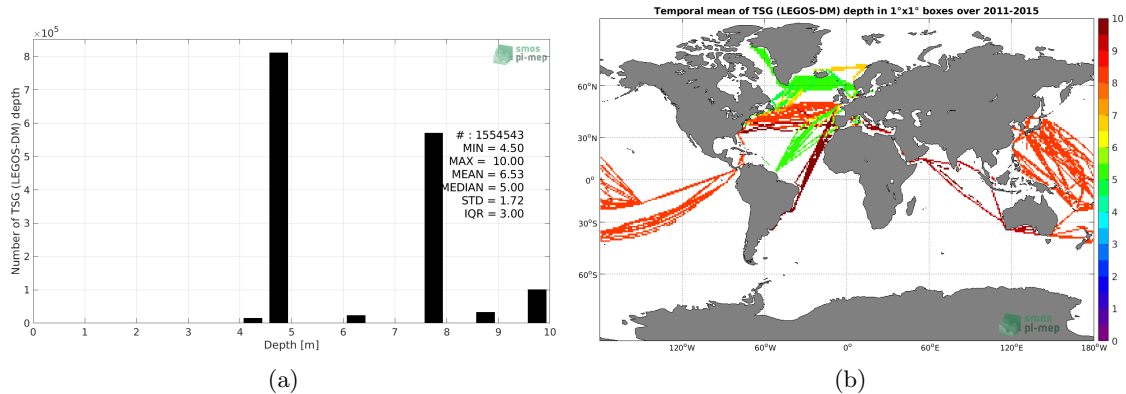 ×10⁵
8
7
6
5
4
3
2
1
0
Number of TSG (LEGOS-DM) depth
smos
pi-mep
# : 1554543
MIN = 4.50
MAX = 10.00
MEAN = 6.53
MEDIAN = 5.00
STD = 1.72
IQR = 3.00
0 1 2 3 4 5 6 7 8 9 10
Depth [m]
(a)
Temporal mean of TSG (LEGOS-DM) depth in 1°x1° boxes over 2011-2015
60°N
30°N
0°
30°S
60°S
120°W 60°W 0° 60°E 120°E 180°W
smos
pi-mep
10
9
8
7
6
5
4
3
2
1
0
(b)